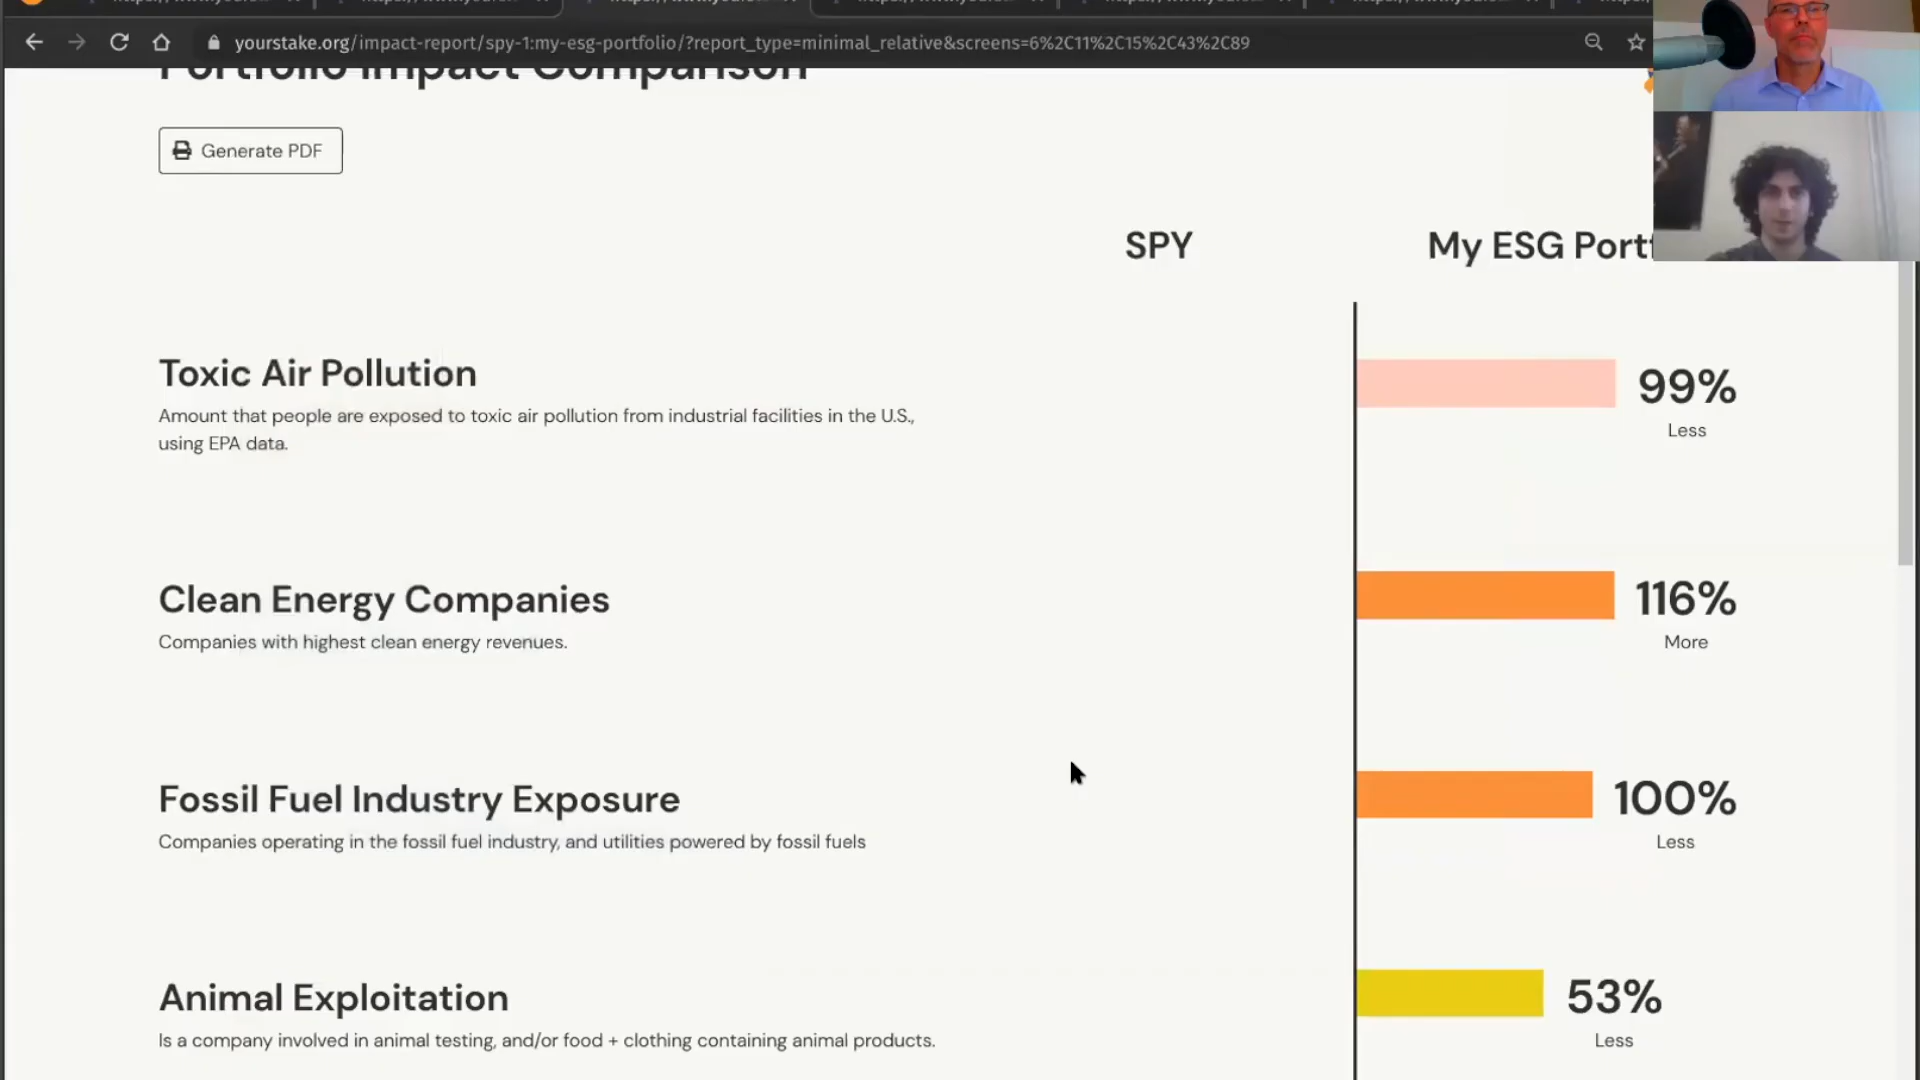 yourstake.org/impact-report/spy-1:my-esg-portfolio/?report_type=minimal_relative&screens=6%2C11%2C15%2C43%2C89
Portfolio Impact Comparison
Generate PDF
SPY
My ESG Portf
Toxic Air Pollution
Amount that people are exposed to toxic air pollution from industrial facilities in the U.S.,
using EPA data.
99%
Less
Clean Energy Companies
Companies with highest clean energy revenues.
116%
More
Fossil Fuel Industry Exposure
Companies operating in the fossil fuel industry, and utilities powered by fossil fuels
100%
Less
Animal Exploitation
Is a company involved in animal testing, and/or food + clothing containing animal products.
53%
Less